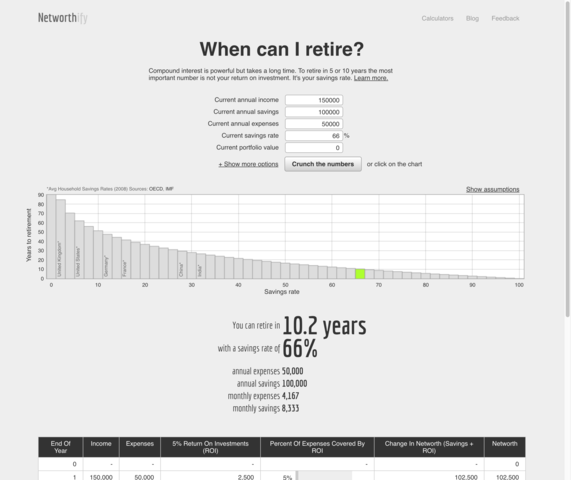 Networthify
Calculators Blog Feedback
When can I retire?
Compound interest is powerful but takes a long time. To retire in 5 or 10 years the most
important number is not your return on investment. It's your savings rate. Learn more.
Current annual income 150000
Current annual savings 100000
Current annual expenses 50000
Current savings rate 66 %
Current portfolio value 0
+ Show more options Crunch the numbers or click on the chart
*Avg Household Savings Rates (2008) Sources: OECD, IMF Show assumptions
Years to retirement
90
80
70
60
50
40
30
20
10
0
United Kingdom*
United States*
Germany*
France*
China*
India*
0 10 20 30 40 50 60 70 80 90 100
Savings rate
You can retire in 10.2 years
with a savings rate of 66%
annual expenses 50,000
annual savings 100,000
monthly expenses 4,167
monthly savings 8,333
End Of Year Income Expenses 5% Return On Investments (ROI) Percent Of Expenses Covered By ROI Change In Networth (Savings + ROI) Networth
0 - - - - - 0
1 150,000 50,000 2,500 5% 102,500 102,500